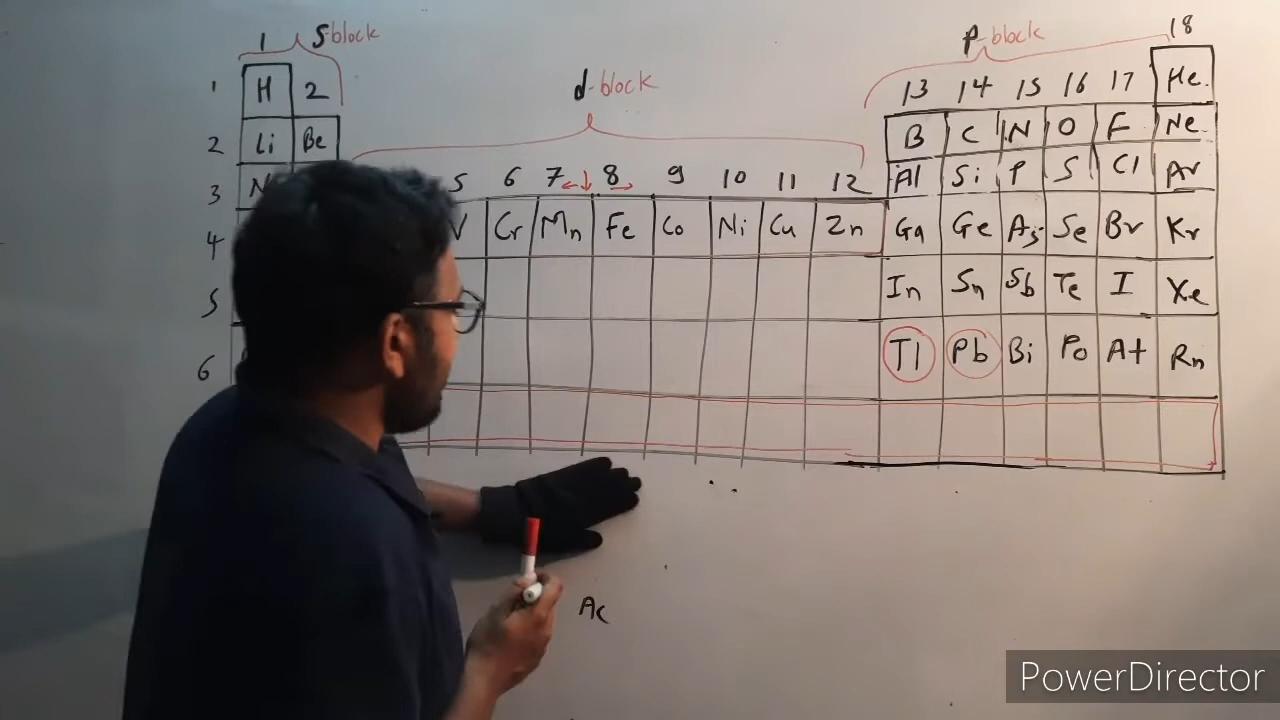 1 S-block P-block 18
1 H 2 d-block 13 14 15 16 17 He
2 Li Be B C N O F Ne
3 5 6 7 8 9 10 11 12 Al Si P S Cl Ar
4 V Cr Mn Fe Co Ni Cu Zn Ga Ge As Se Br Kr
5 In Sn Sb Te I Xe
6 Tl Pb Bi Po At Rn
Ac
PowerDirector